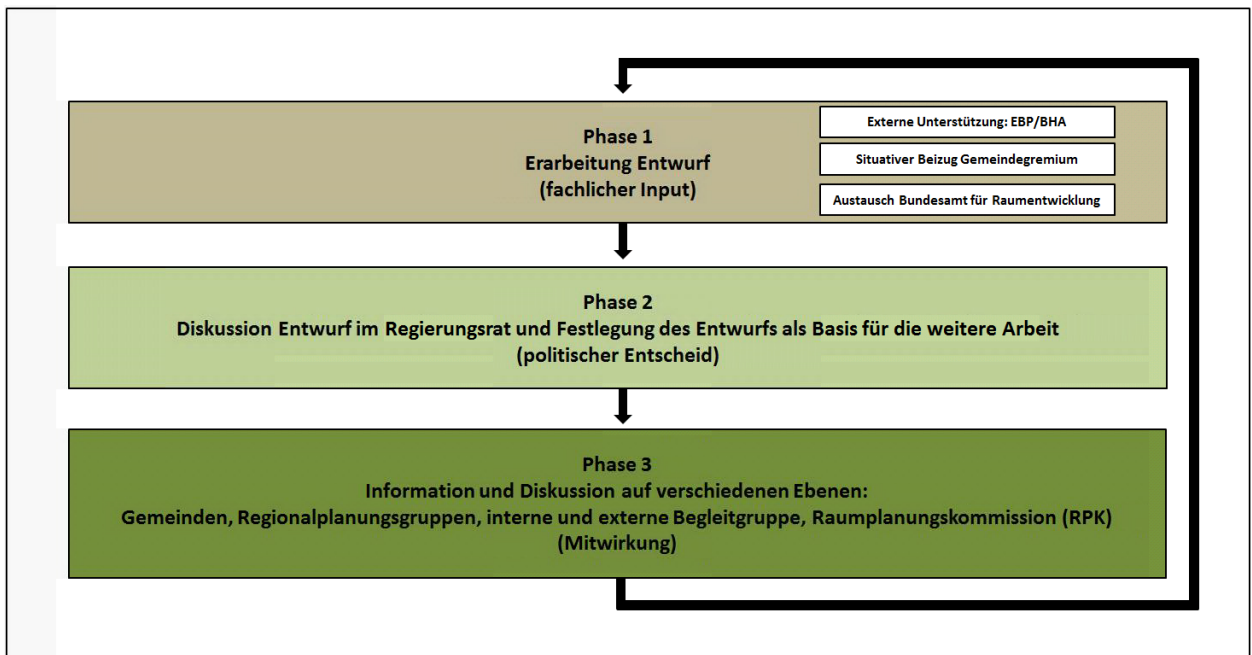 Phase 1
Erarbeitung Entwurf
(fachlicher Input)
Externe Unterstützung: EBP/BHA
Situativer Beizug Gemeindegremium
Austausch Bundesamt für Raumentwicklung
Phase 2
Diskussion Entwurf im Regierungsrat und Festlegung des Entwurfs als Basis für die weitere Arbeit
(politischer Entscheid)
Phase 3
Information und Diskussion auf verschiedenen Ebenen:
Gemeinden, Regionalplanungsgruppen, interne und externe Begleitgruppe, Raumplanungskommission (RPK)
(Mitwirkung)